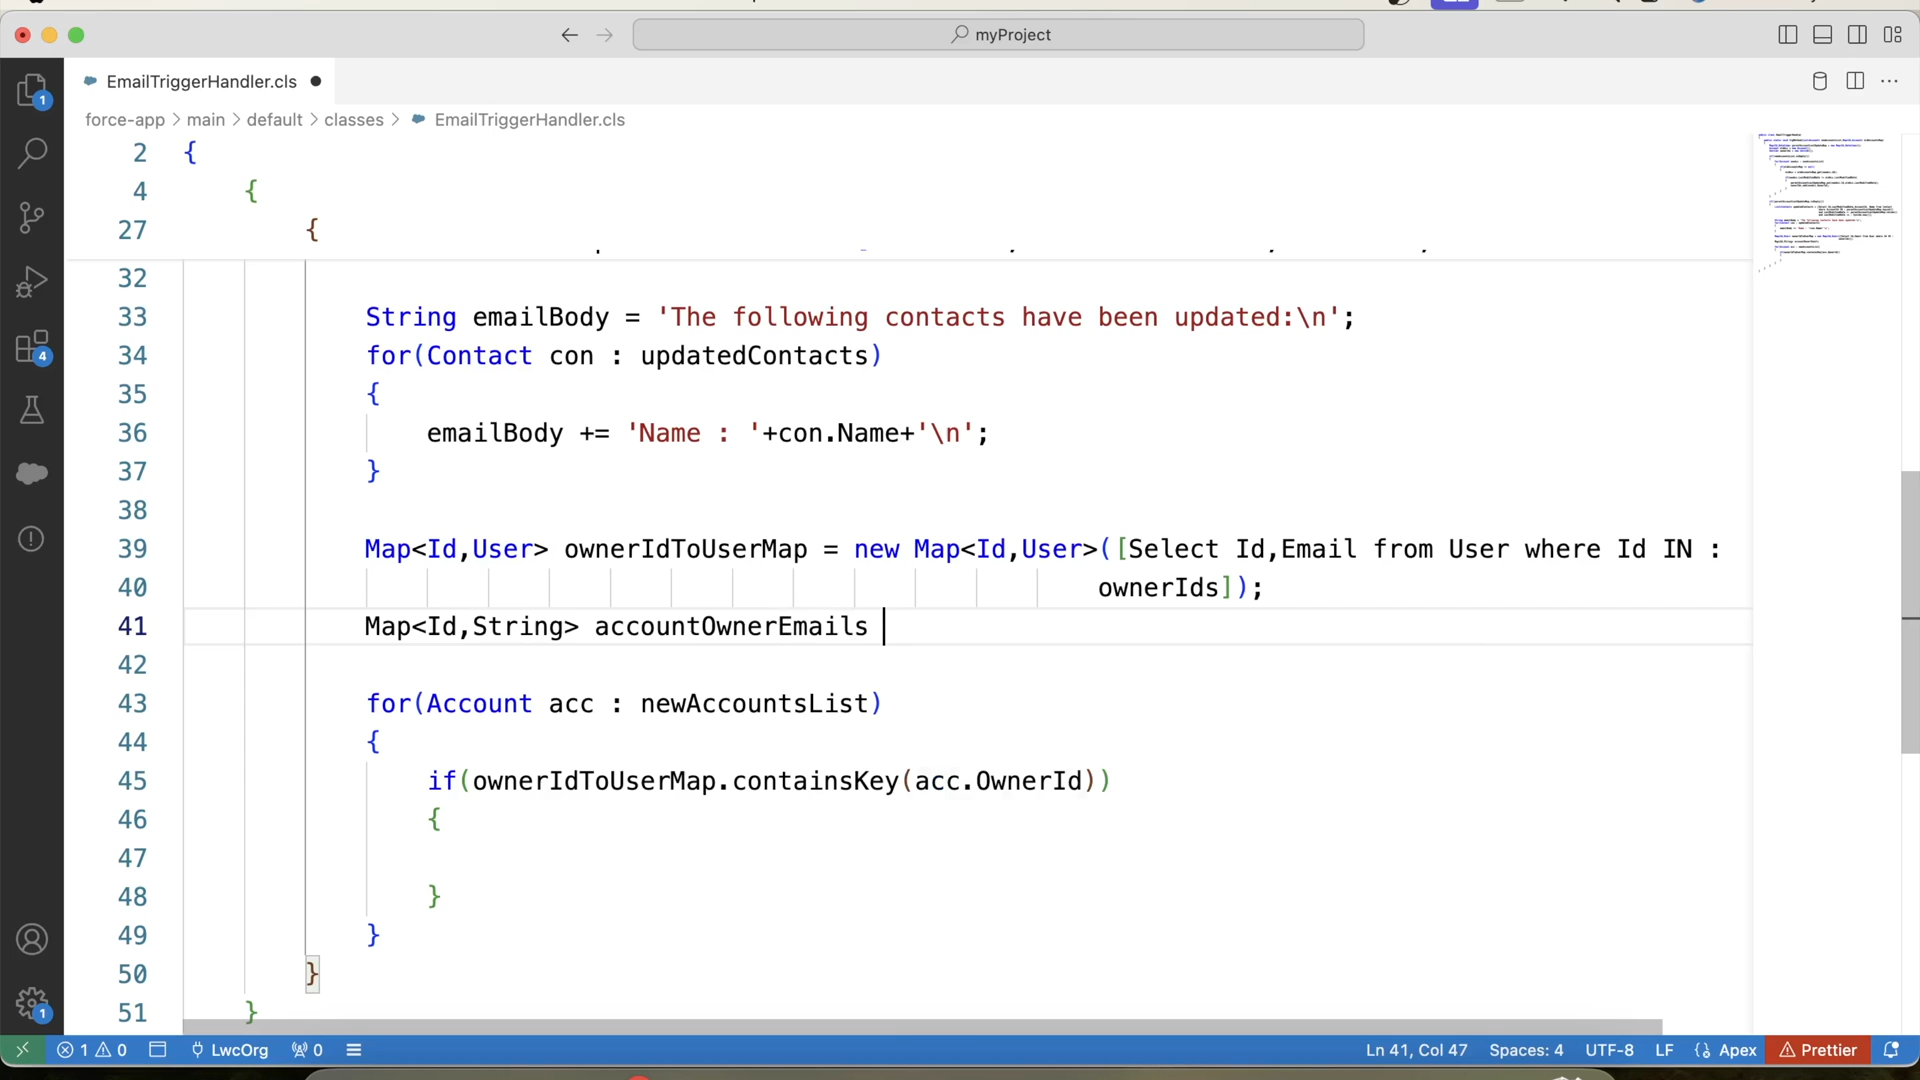 myProject
EmailTriggerHandler.cls
force-app > main > default > classes > EmailTriggerHandler.cls
2 {
4 {
27 {
32
33 String emailBody = 'The following contacts have been updated:\n';
34 for(Contact con : updatedContacts)
35 {
36 emailBody += 'Name : '+con.Name+'\n';
37 }
38
39 Map<Id,User> ownerIdToUserMap = new Map<Id,User>([Select Id,Email from User where Id IN :
40 ownerIds]);
41 Map<Id,String> accountOwnerEmails
42
43 for(Account acc : newAccountsList)
44 {
45 if(ownerIdToUserMap.containsKey(acc.OwnerId))
46 {
47
48 }
49 }
50 }
51 }
1
4
1
1 0 LwcOrg 0 Ln 41, Col 47 Spaces: 4 UTF-8 LF {} Apex Prettier